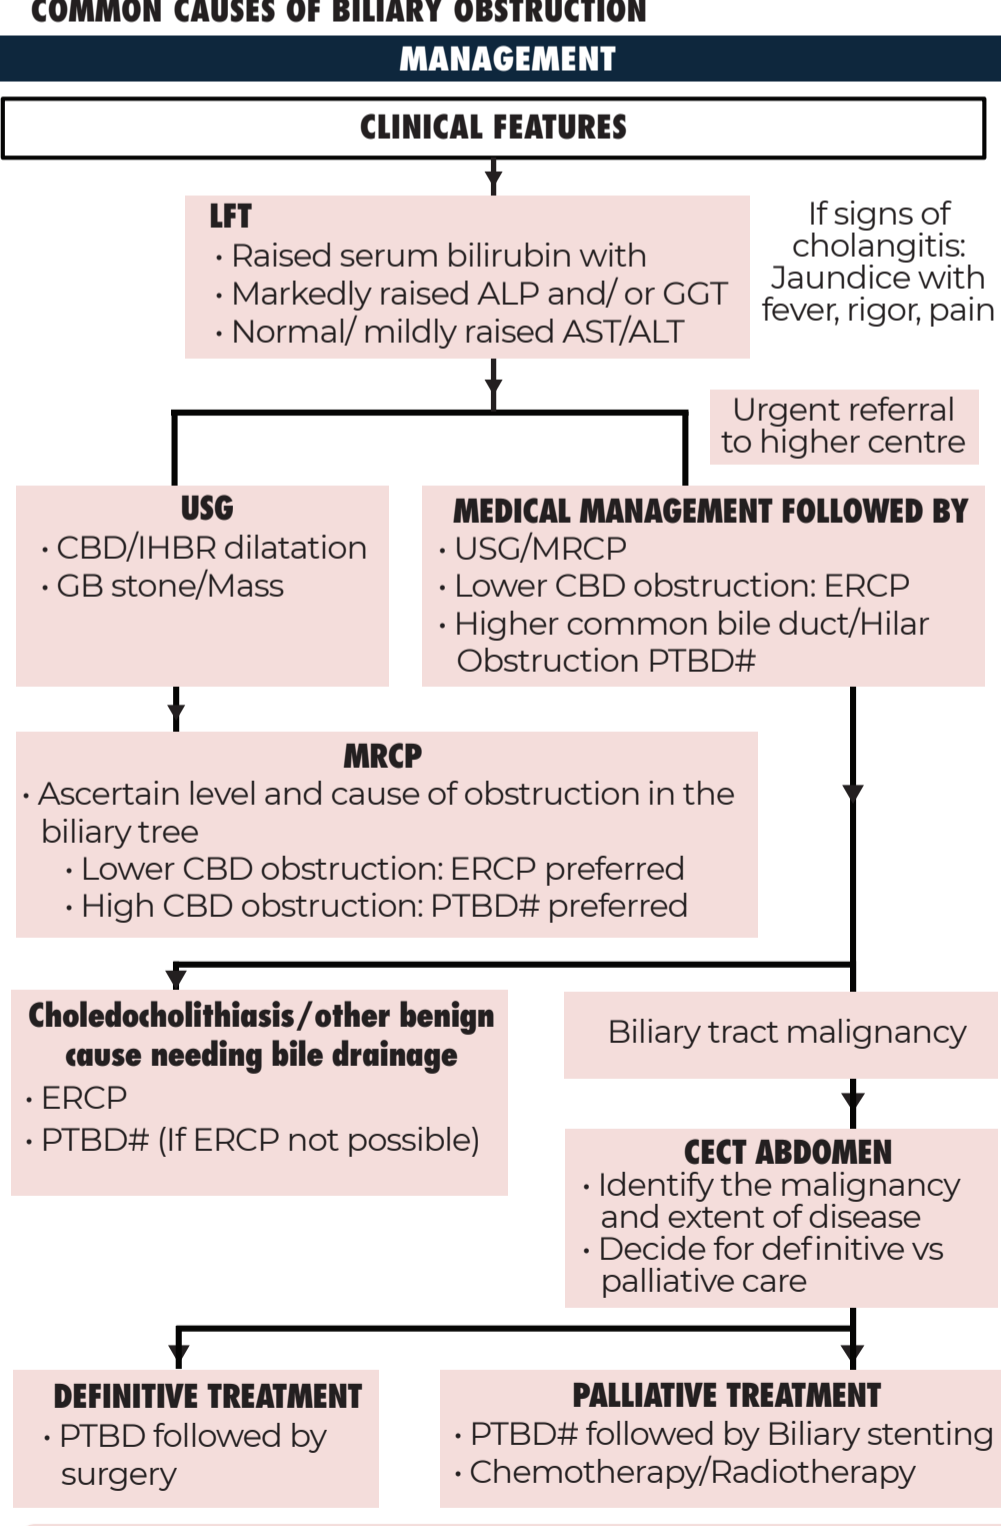 COMMON CAUSES OF BILIARY OBSTRUCTION
MANAGEMENT
CLINICAL FEATURES
LFT
· Raised serum bilirubin with
· Markedly raised ALP and/ or GGT
· Normal/ mildly raised AST/ALT
If signs of
cholangitis:
Jaundice with
fever, rigor, pain
Urgent referral
to higher centre
USG
· CBD/IHBR dilatation
· GB stone/Mass
MEDICAL MANAGEMENT FOLLOWED BY
· USG/MRCP
· Lower CBD obstruction: ERCP
· Higher common bile duct/Hilar
Obstruction PTBD#
MRCP
· Ascertain level and cause of obstruction in the
biliary tree
· Lower CBD obstruction: ERCP preferred
· High CBD obstruction: PTBD# preferred
Choledocholithiasis/other benign
cause needing bile drainage
· ERCP
· PTBD# (If ERCP not possible)
Biliary tract malignancy
CECT ABDOMEN
· Identify the malignancy
and extent of disease
· Decide for definitive vs
palliative care
DEFINITIVE TREATMENT
· PTBD followed by
surgery
PALLIATIVE TREATMENT
· PTBD# followed by Biliary stenting
· Chemotherapy/Radiotherapy